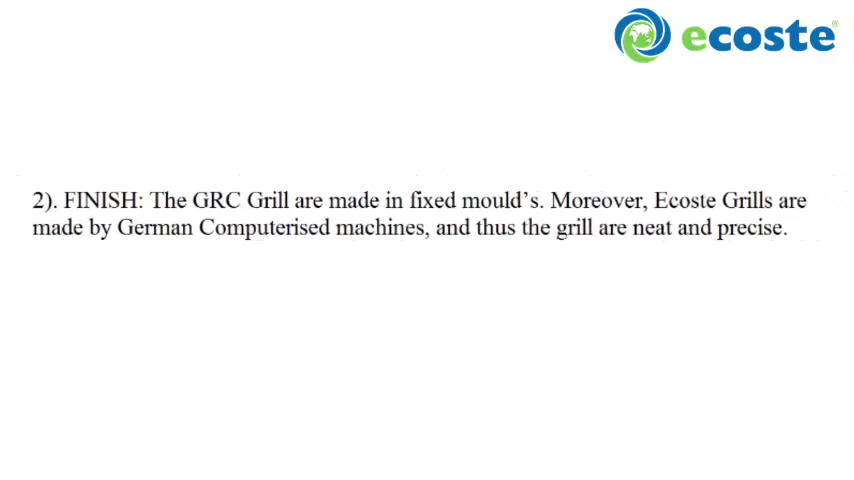 ecoste®
2). FINISH: The GRC Grill are made in fixed mould’s. Moreover, Ecoste Grills are
made by German Computerised machines, and thus the grill are neat and precise.